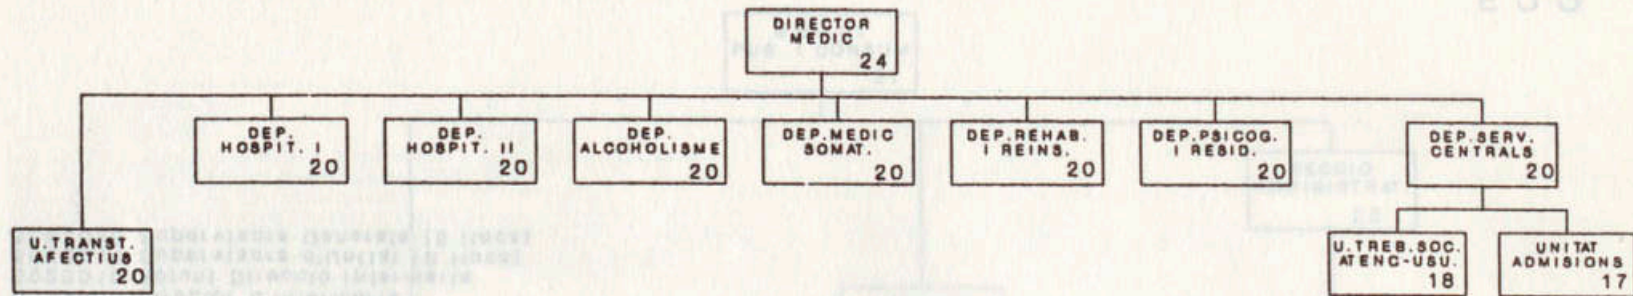 DIRECTOR
MEDIC
24
DEP.
HOSPIT. I
20
DEP.
HOSPIT. II
20
DEP.
ALCOHOLISME
20
DEP.MEDIC
SOMAT.
20
DEP.REHAB.
I REINS.
20
DEP.PSICOG.
I RESID.
20
DEP.SERV.
CENTRALS
20
U.TRANST.
AFECTIUS
20
U.TREB.SOC.
ATENC-USU.
18
UNITAT
ADMISIONS
17